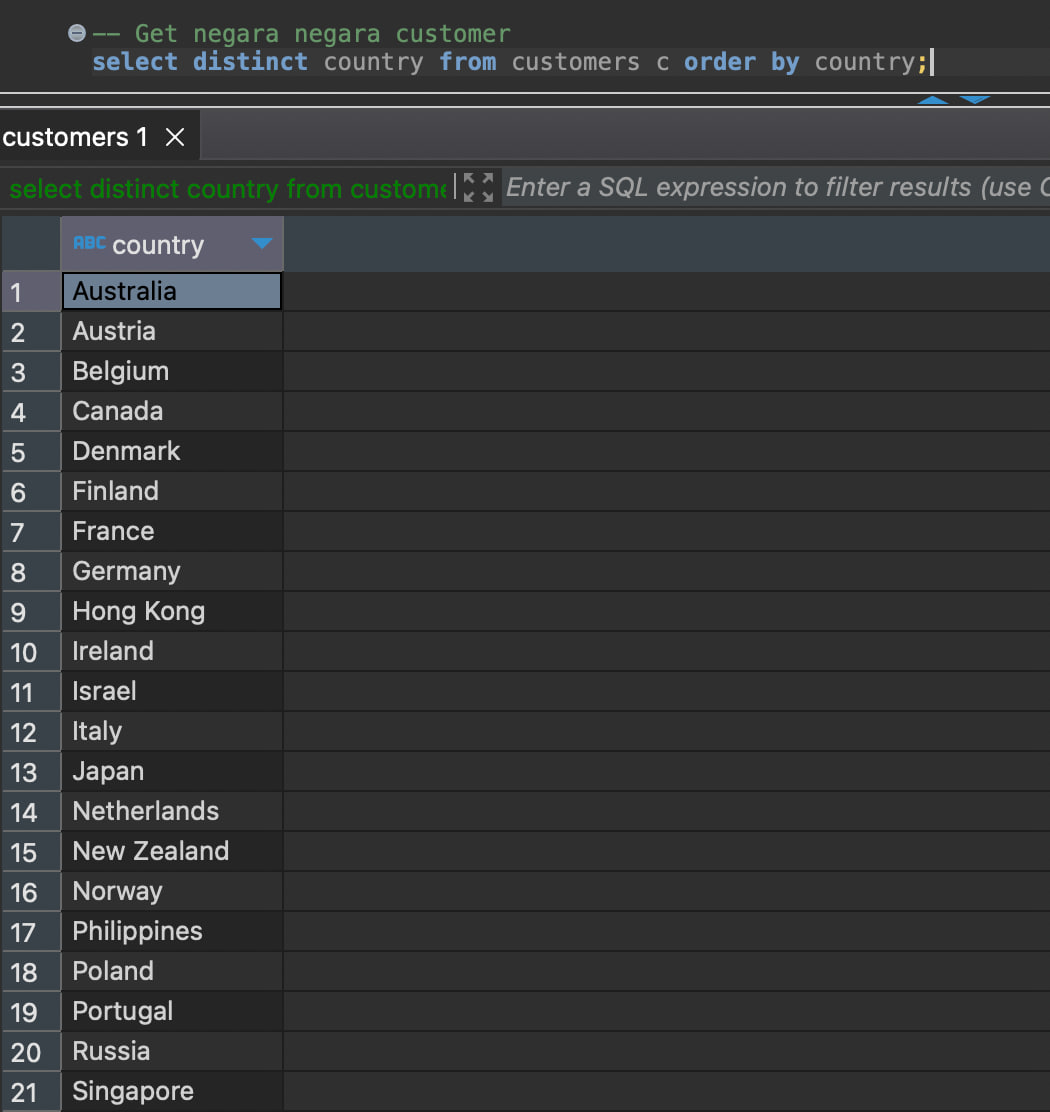 -- Get negara negara customer
select distinct country from customers c order by country;
customers 1
select distinct country from custome
Enter a SQL expression to filter results (use C
ABC country
1 Australia
2 Austria
3 Belgium
4 Canada
5 Denmark
6 Finland
7 France
8 Germany
9 Hong Kong
10 Ireland
11 Israel
12 Italy
13 Japan
14 Netherlands
15 New Zealand
16 Norway
17 Philippines
18 Poland
19 Portugal
20 Russia
21 Singapore